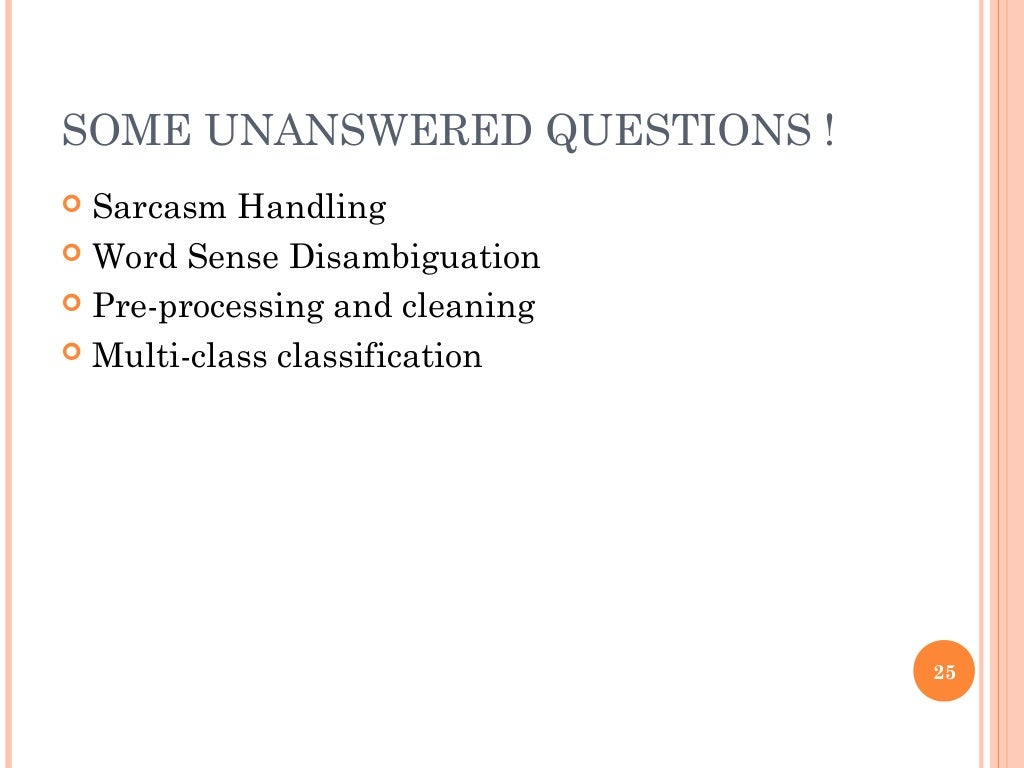 SOME UNANSWERED QUESTIONS !
Sarcasm Handling
Word Sense Disambiguation
Pre-processing and cleaning
Multi-class classification
25